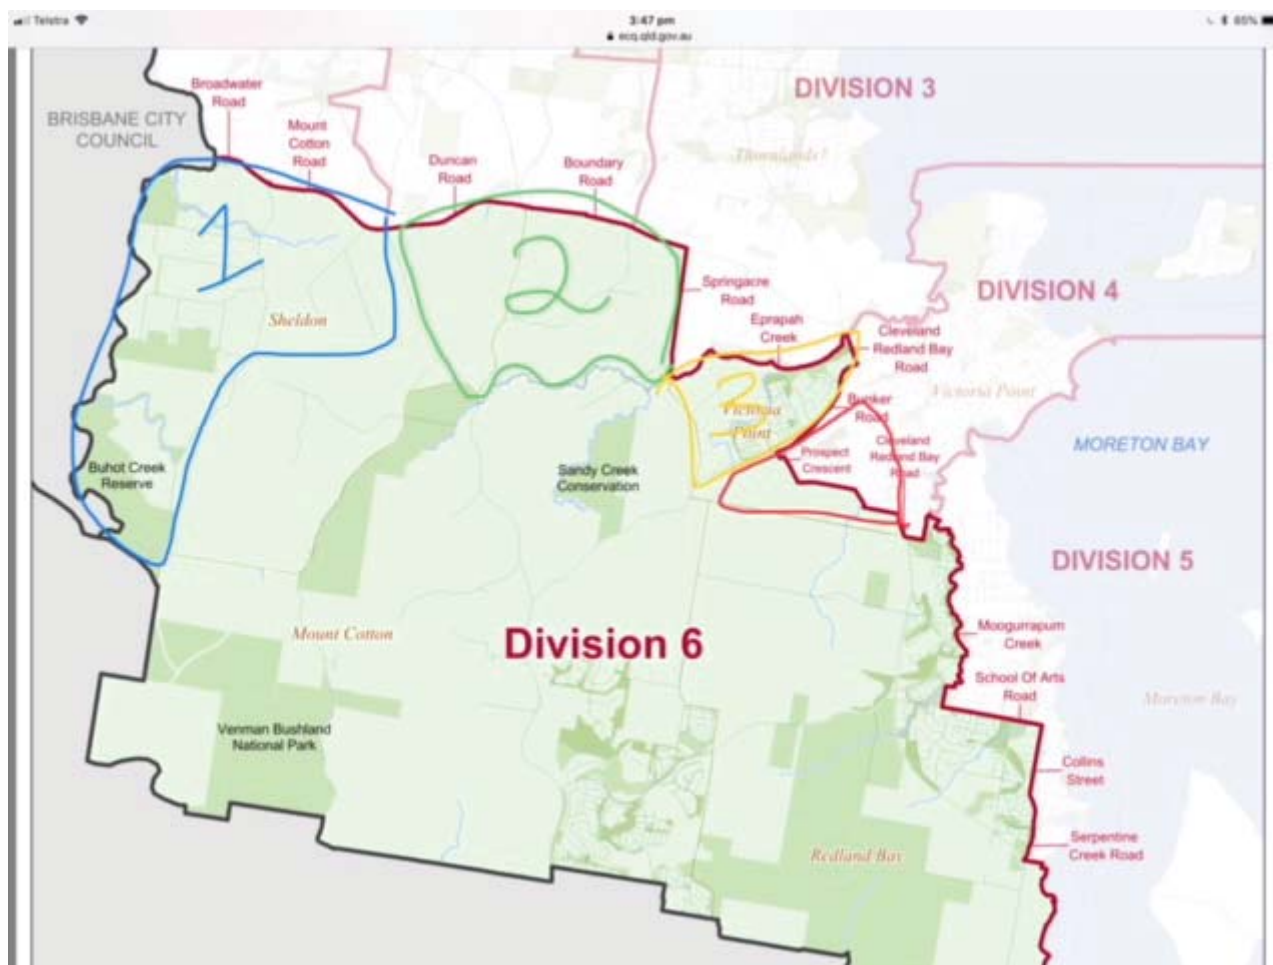 Telstra
3:47 pm
65%
ecq.qld.gov.au
DIVISION 3
Broadwater
Road
BRISBANE CITY
COUNCIL
Mount
Cotton
Road
Duncan
Road
Boundary
Road
Thornlands
1
2
Springacre
Road
DIVISION 4
Sheldon
Eprapah
Creek
Cleveland
Redland Bay
Road
3
Victoria
Point
Bunker
Road
Victoria Point
MORETON BAY
Prospect
Crescent
Cleveland
Redland Bay
Road
Buhot Creek
Reserve
Sandy Creek
Conservation
DIVISION 5
Mount Cotton
Division 6
Moogurrapum
Creek
School Of Arts
Road
Moreton Bay
Venman Bushland
National Park
Collins
Street
Serpentine
Creek Road
Redland Bay